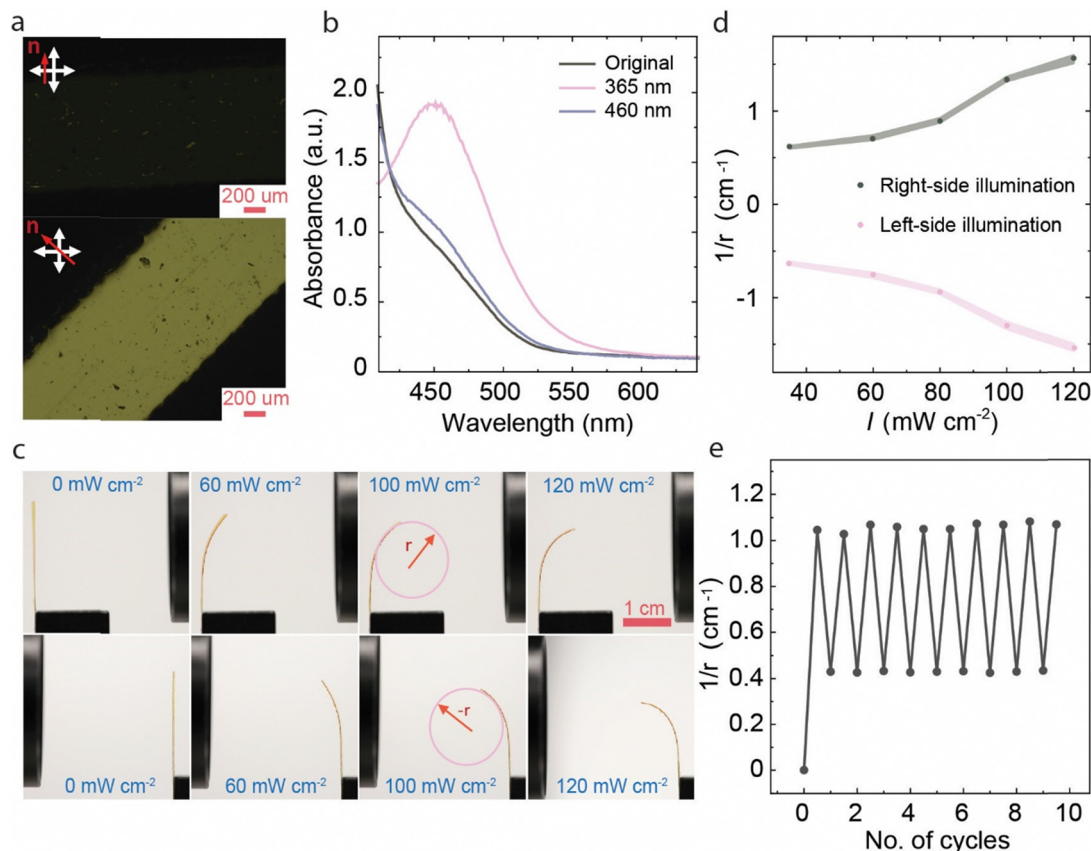 a
n
200 um
n
200 um
b
Absorbance (a.u.)
2.0
1.5
1.0
0.5
0
450
500
550
600
Wavelength (nm)
Original
365 nm
460 nm
d
1/r (cm⁻¹)
1
0
-1
Right-side illumination
Left-side illumination
40
60
80
100
120
I (mW cm⁻²)
c
0 mW cm⁻²
60 mW cm⁻²
100 mW cm⁻²
120 mW cm⁻²
r
1 cm
-r
0 mW cm⁻²
60 mW cm⁻²
100 mW cm⁻²
120 mW cm⁻²
e
1/r (cm⁻¹)
1.2
1.0
0.8
0.6
0.4
0.2
0
0
2
4
6
8
10
No. of cycles